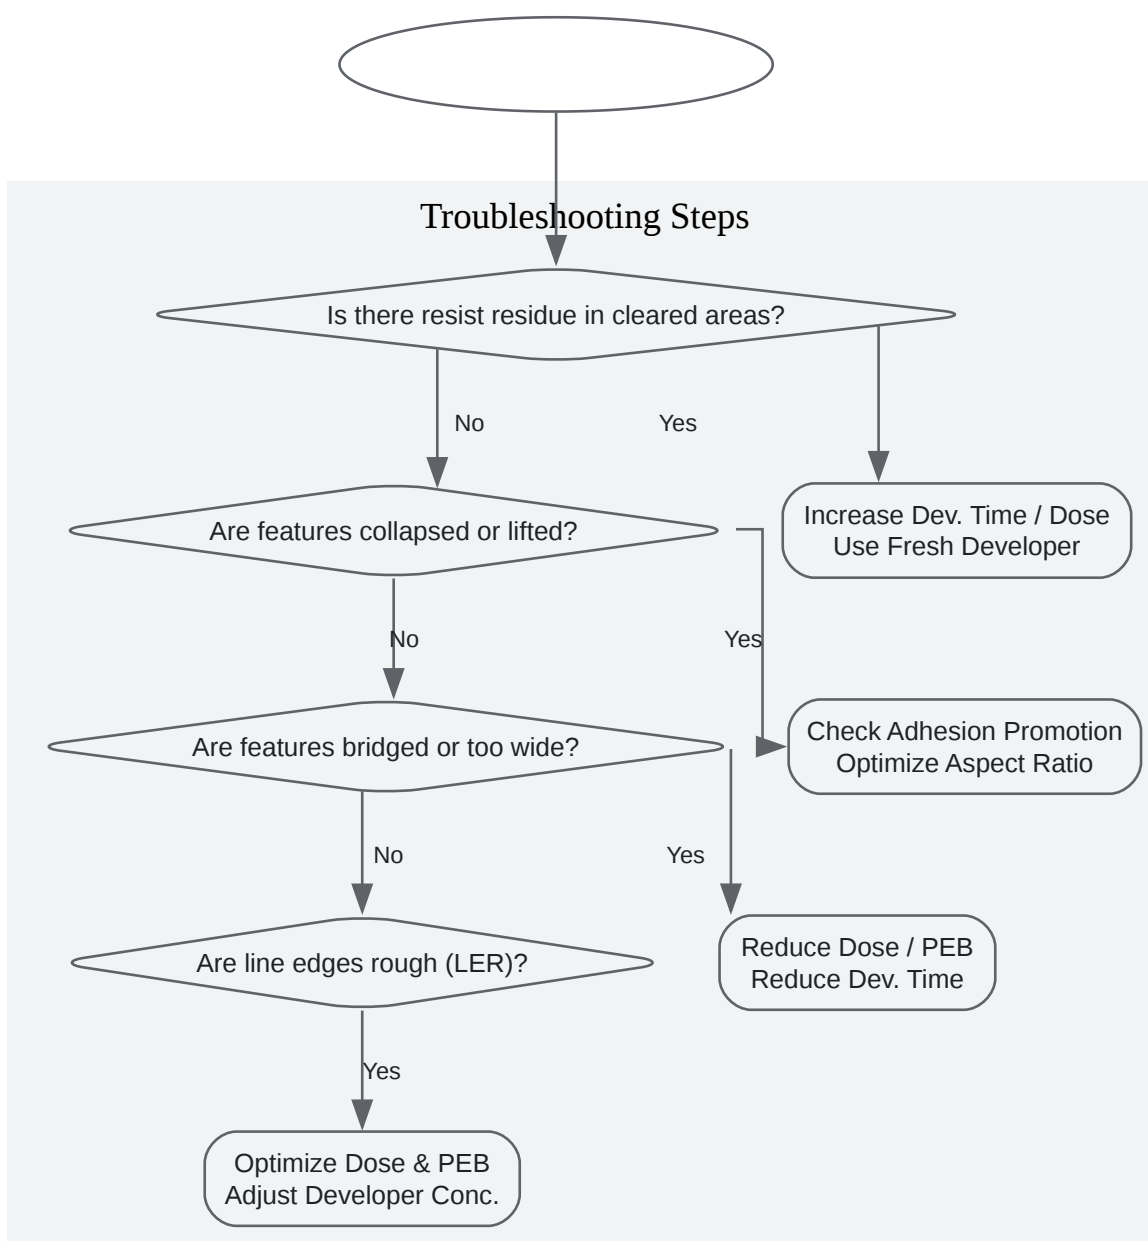 Troubleshooting Steps
Is there resist residue in cleared areas?
No
Yes
Are features collapsed or lifted?
Increase Dev. Time / Dose
Use Fresh Developer
No
Yes
Are features bridged or too wide?
Check Adhesion Promotion
Optimize Aspect Ratio
No
Yes
Are line edges rough (LER)?
Reduce Dose / PEB
Reduce Dev. Time
Yes
Optimize Dose & PEB
Adjust Developer Conc.